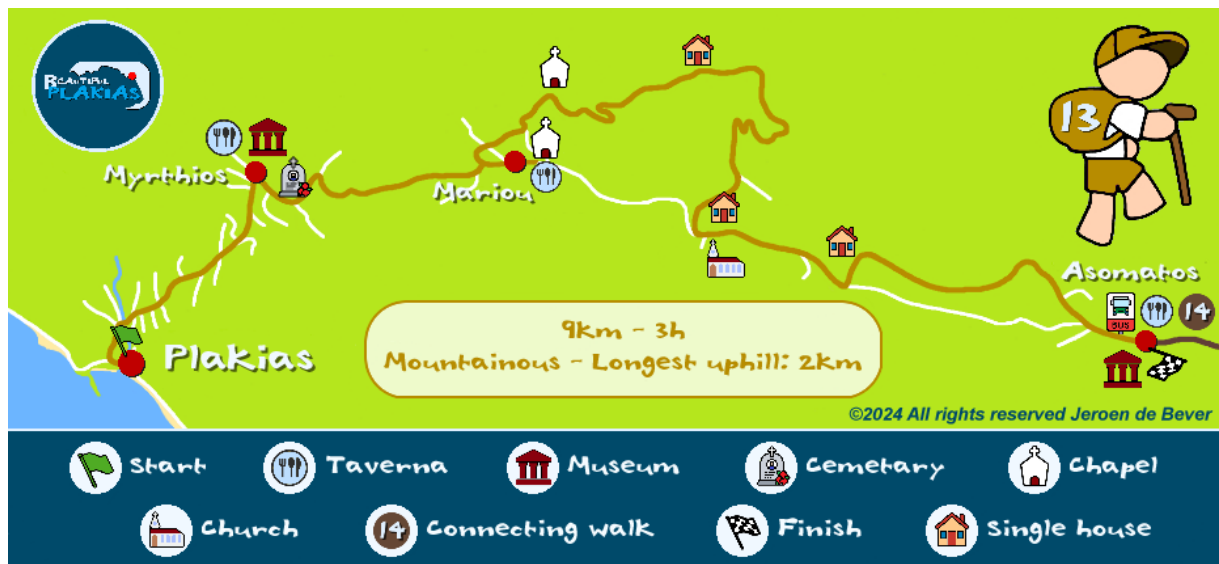 BEAUTIFUL
PLAKIAS
13
Myrthios
Mariou
Asomatos
BUS
14
Plakias
9km - 3h
Mountainous - Longest uphill: 2km
©2024 All rights reserved Jeroen de Bever
Start
Taverna
Museum
Cemetary
Chapel
Church
14 Connecting walk
Finish
Single house